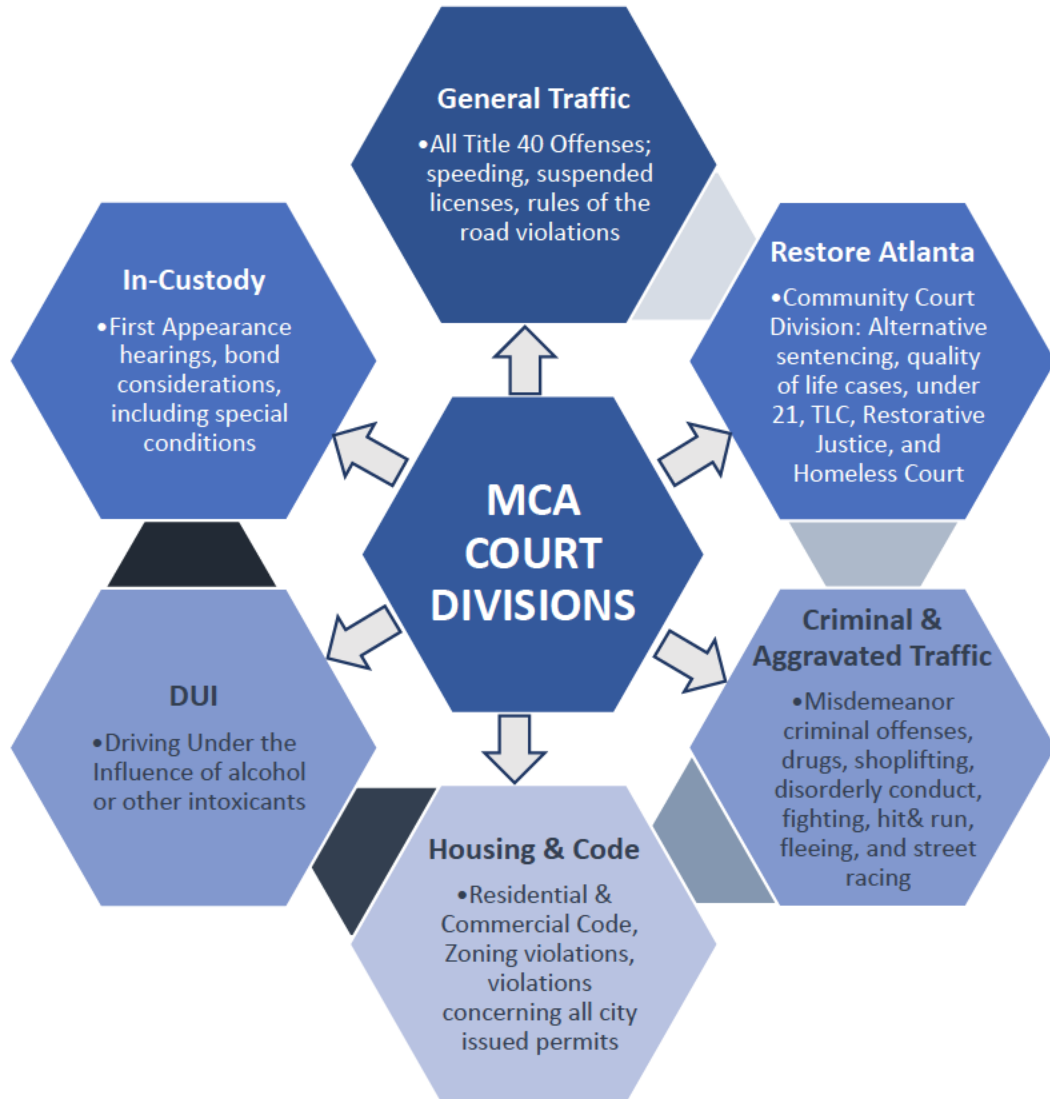 General Traffic
•All Title 40 Offenses;
speeding, suspended
licenses, rules of the
road violations
Restore Atlanta
•Community Court
Division: Alternative
sentencing, quality
of life cases, under
21, TLC, Restorative
Justice, and
Homeless Court
Criminal &
Aggravated Traffic
•Misdemeanor
criminal offenses,
drugs, shoplifting,
disorderly conduct,
fighting, hit& run,
fleeing, and street
racing
Housing & Code
•Residential &
Commercial Code,
Zoning violations,
violations
concerning all city
issued permits
DUI
•Driving Under the
Influence of alcohol
or other intoxicants
In-Custody
•First Appearance
hearings, bond
considerations,
including special
conditions
MCA
COURT
DIVISIONS